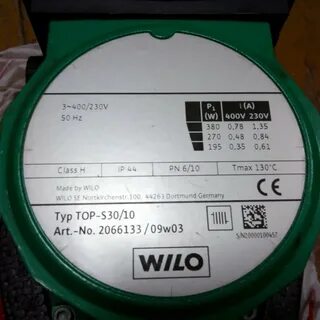 3~400/230V
50 Hz
P1 (W) I (A) 400V 230V
380 0,78 1,35
270 0,48 0,84
195 0,35 0,61
Class H IP 44 PN 6/10 Tmax 130°C
Made by WILO
WILO SE Nortkirchenstr.100, 44263 Dortmund Germany
CE
Typ TOP-S30/10
Art.-No. 2066133/09w03
WILO